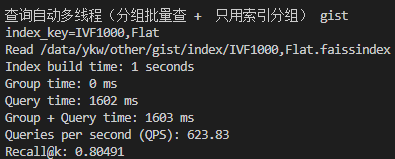 查询自动多线程（分组批量查 +  只用索引分组） gist
index_key=IVF1000,Flat
Read /data/ykw/other/gist/index/IVF1000,Flat.faissindex
Index build time: 1 seconds
Group time: 0 ms
Query time: 1602 ms
Group + Query time: 1603 ms
Queries per second (QPS): 623.83
Recall@k: 0.80491